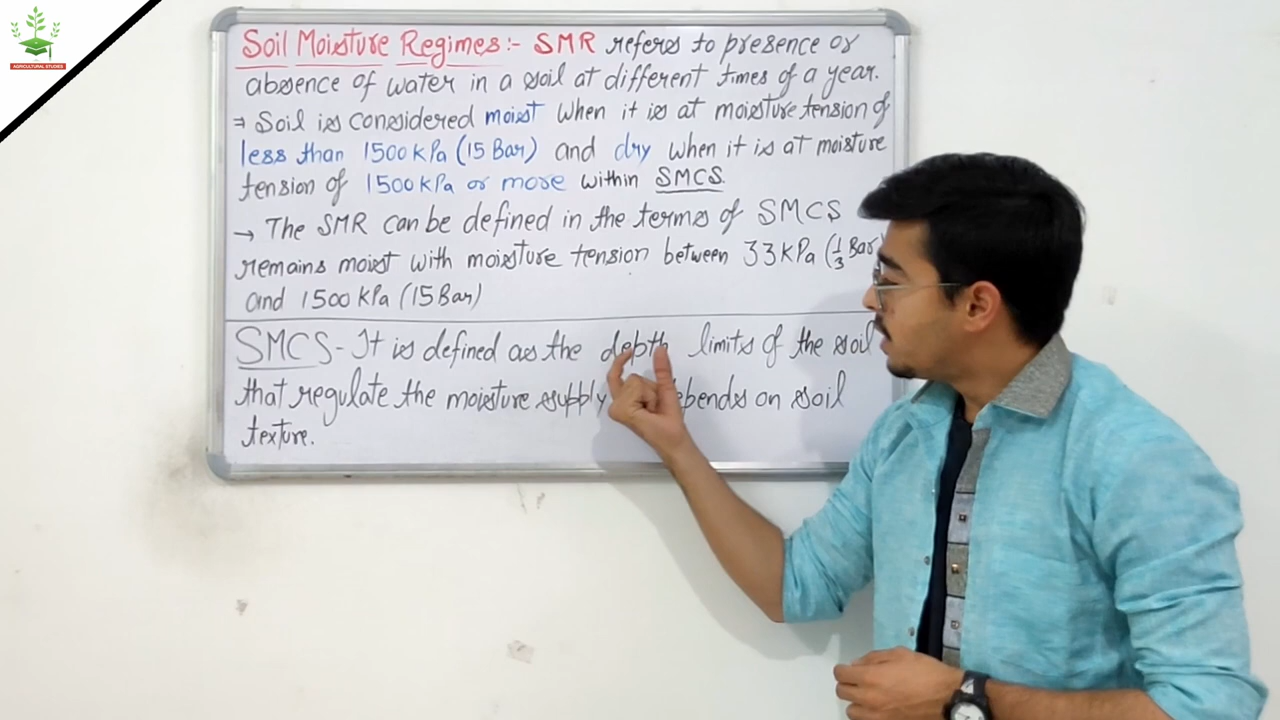 AGRICULTURAL STUDIES
Soil Moisture Regimes:- SMR referes to presence or
absence of water in a soil at different times of a year.
⇒ Soil is considered moist when it is at moisture tension of
less than 1500 kPa (15 Bar) and dry when it is at moisture
tension of 1500 kPa or more within SMCS.
→ The SMR can be defined in the terms of SMCS
remains moist with moisture tension between 33 kPa (1/3 Bar)
and 1500 kPa (15 Bar)
SMCS - It is defined as the depth limits of the soil
that regulate the moisture supply depends on soil
texture.